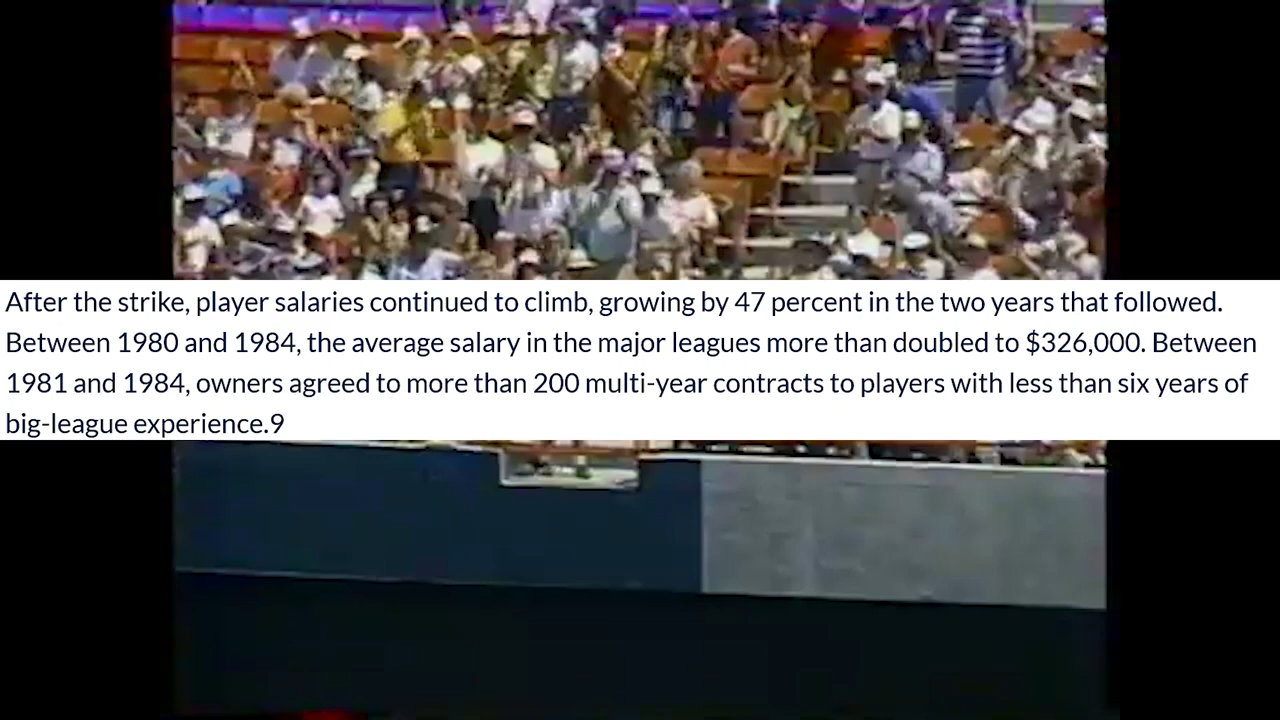 After the strike, player salaries continued to climb, growing by 47 percent in the two years that followed.
Between 1980 and 1984, the average salary in the major leagues more than doubled to $326,000. Between
1981 and 1984, owners agreed to more than 200 multi-year contracts to players with less than six years of
big-league experience.9